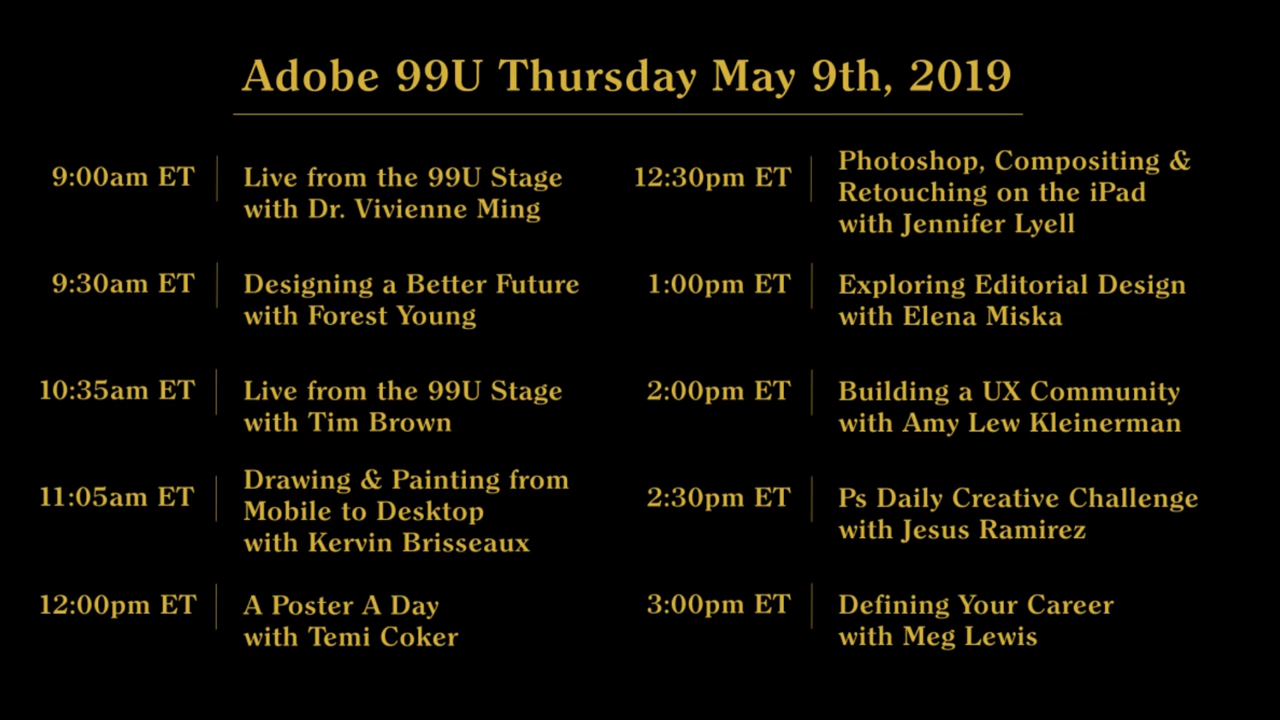 Adobe 99U Thursday May 9th, 2019
9:00am ET
Live from the 99U Stage
with Dr. Vivienne Ming
9:30am ET
Designing a Better Future
with Forest Young
10:35am ET
Live from the 99U Stage
with Tim Brown
11:05am ET
Drawing & Painting from
Mobile to Desktop
with Kervin Brisseaux
12:00pm ET
A Poster A Day
with Temi Coker
12:30pm ET
Photoshop, Compositing &
Retouching on the iPad
with Jennifer Lyell
1:00pm ET
Exploring Editorial Design
with Elena Miska
2:00pm ET
Building a UX Community
with Amy Lew Kleinerman
2:30pm ET
Ps Daily Creative Challenge
with Jesus Ramirez
3:00pm ET
Defining Your Career
with Meg Lewis